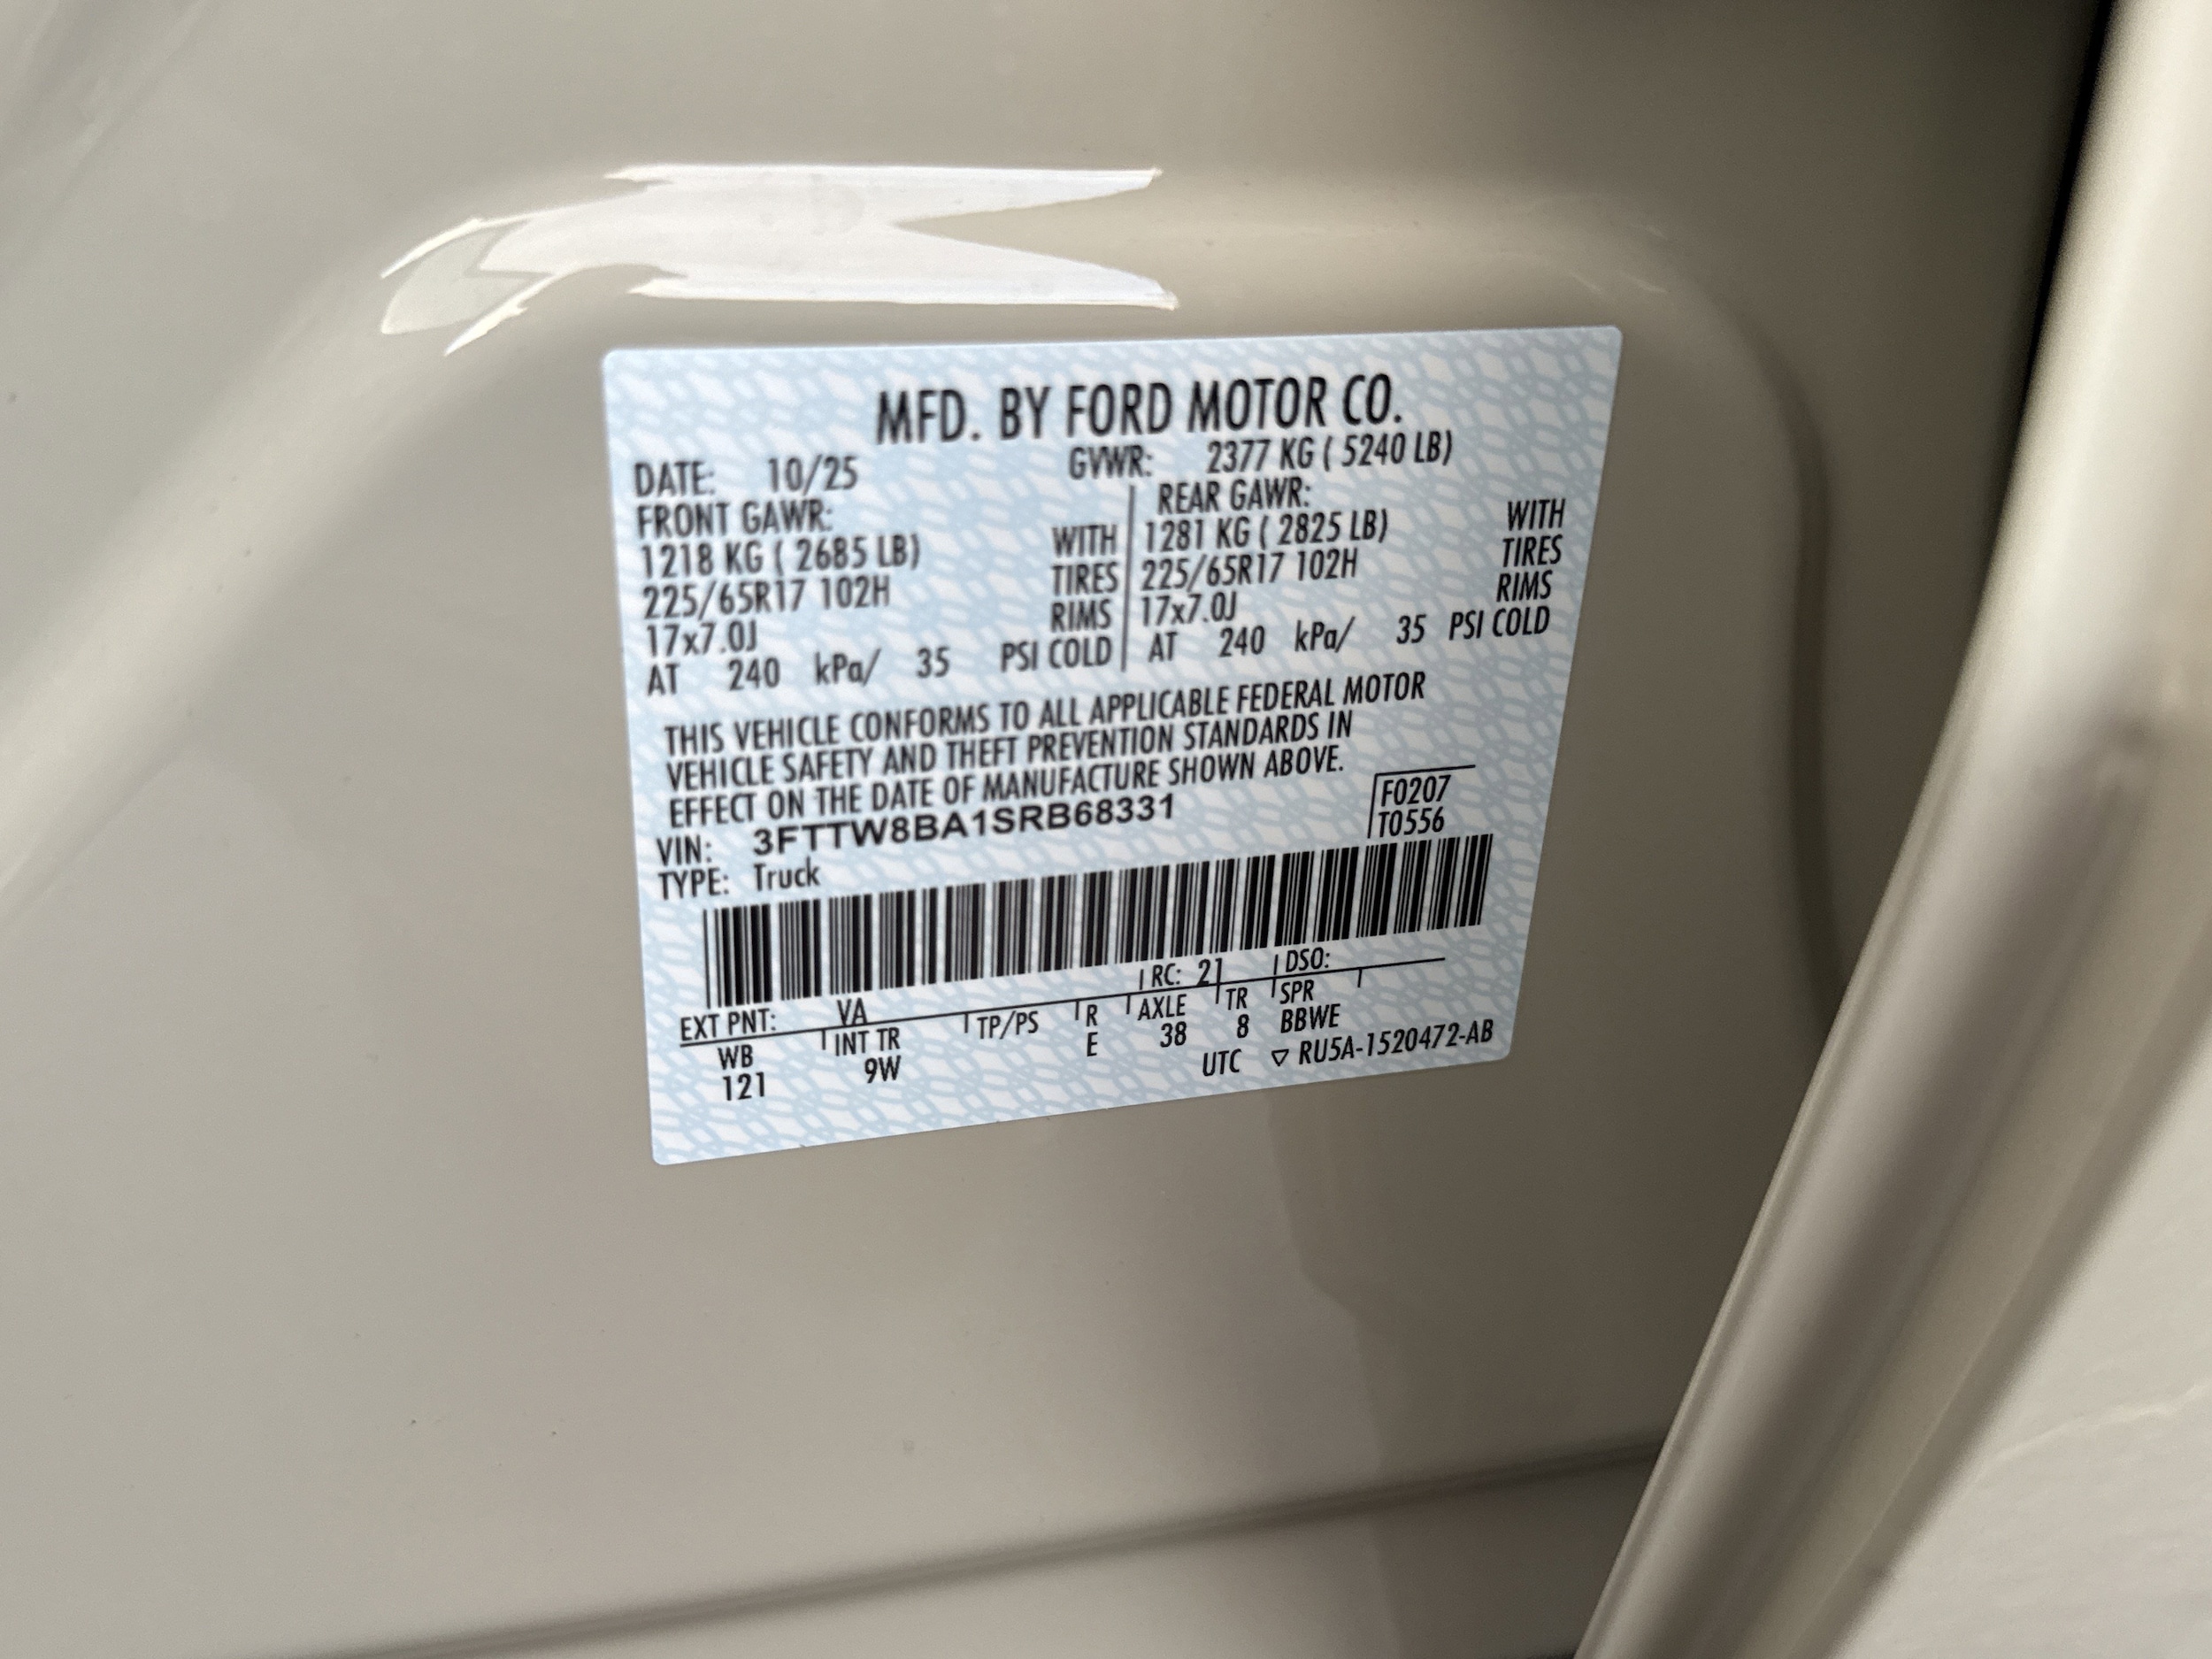 MFD. BY FORD MOTOR CO.
DATE: 10/25 GVWR: 2377 KG ( 5240 LB)
FRONT GAWR: REAR GAWR:
1218 KG ( 2685 LB) WITH 1281 KG ( 2825 LB) WITH
225/65R17 102H TIRES 225/65R17 102H TIRES
17x7.0J RIMS 17x7.0J RIMS
AT 240 kPa/ 35 PSI COLD AT 240 kPa/ 35 PSI COLD
THIS VEHICLE CONFORMS TO ALL APPLICABLE FEDERAL MOTOR
VEHICLE SAFETY AND THEFT PREVENTION STANDARDS IN
EFFECT ON THE DATE OF MANUFACTURE SHOWN ABOVE.
VIN: 3FTTW8BA1SRB68331 F0207
TYPE: Truck T0556
EXT PNT: VA RC: 21 DSO:
WB INT TR TP/PS R AXLE TR SPR
121 9W E 38 8 BBWE
UTC ▽ RU5A-1520472-AB